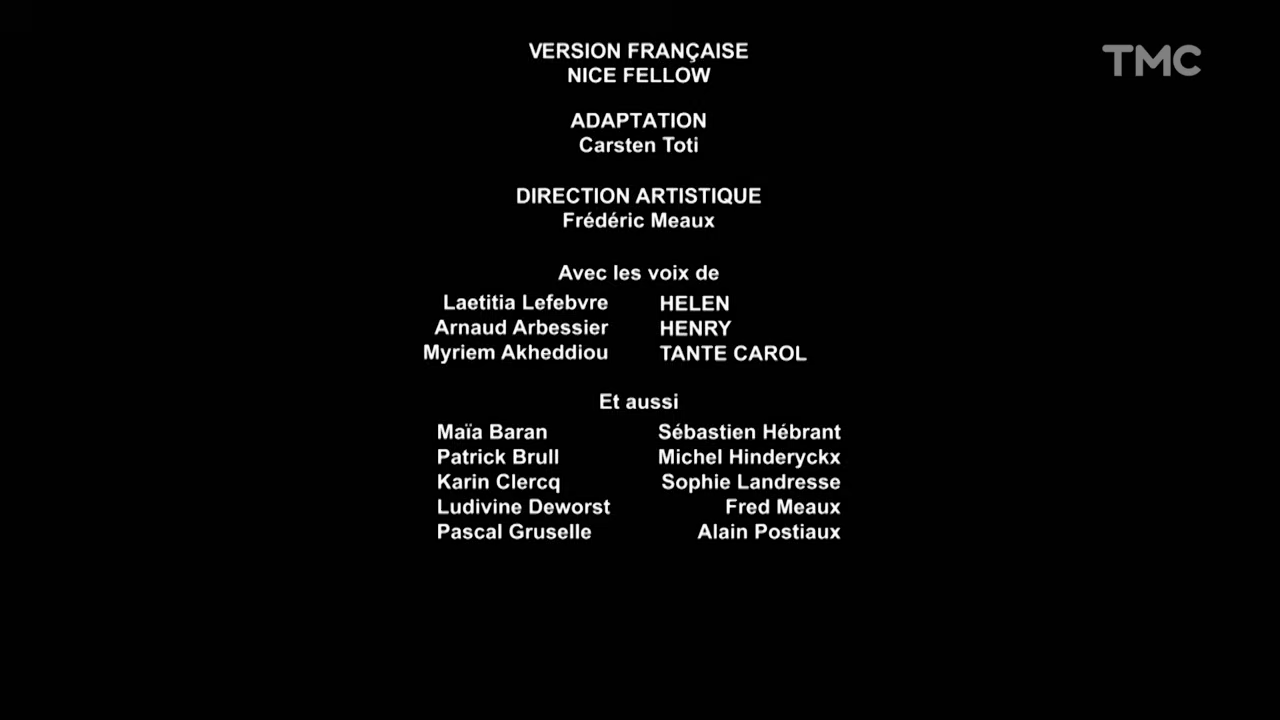 VERSION FRANÇAISE
NICE FELLOW
TMC
ADAPTATION
Carsten Toti
DIRECTION ARTISTIQUE
Frédéric Meaux
Avec les voix de
Laetitia Lefebvre HELEN
Arnaud Arbessier HENRY
Myriem Akheddiou TANTE CAROL
Et aussi
Maïa Baran Sébastien Hébrant
Patrick Brull Michel Hinderyckx
Karin Clercq Sophie Landresse
Ludivine Deworst Fred Meaux
Pascal Gruselle Alain Postiaux